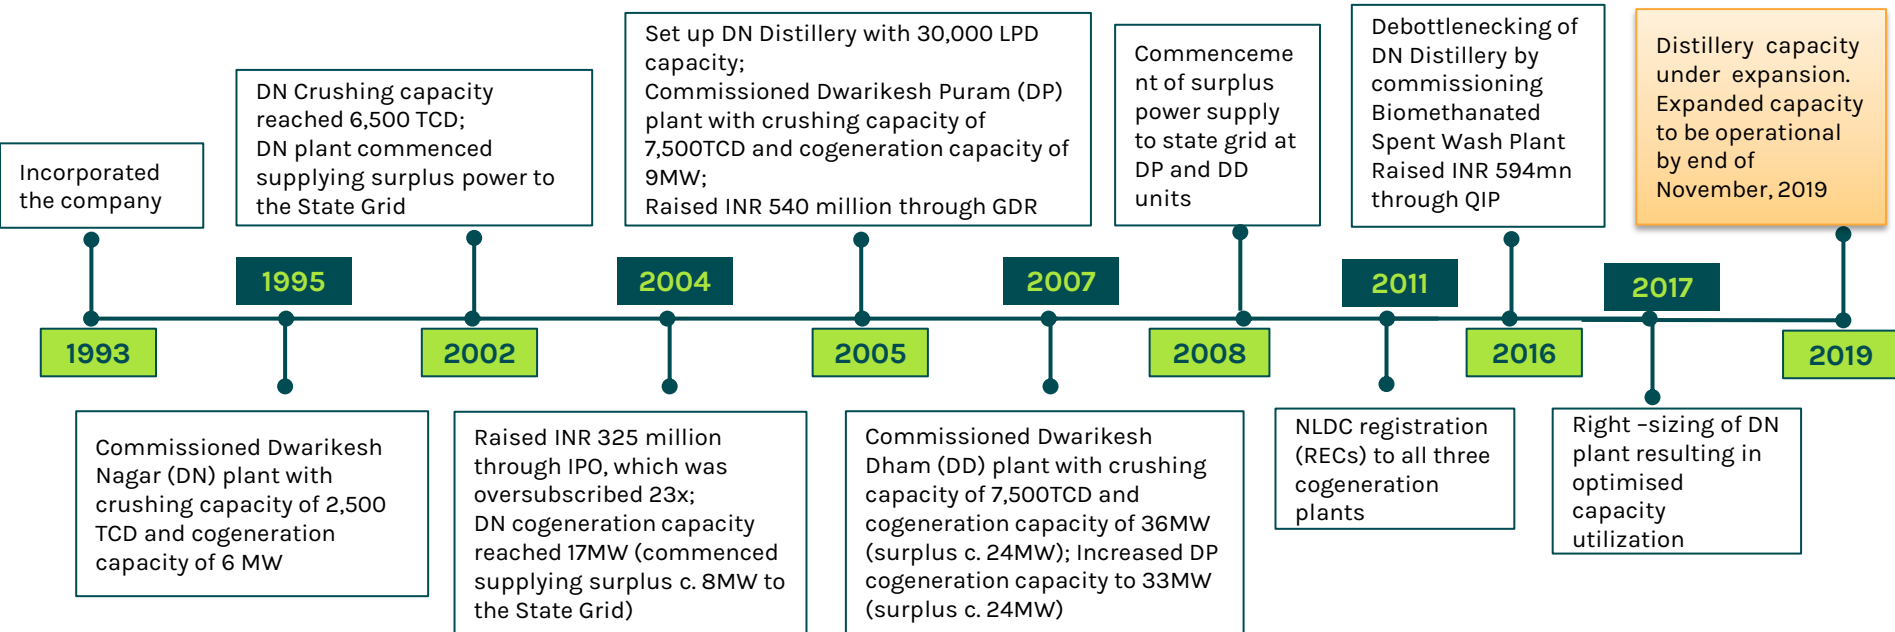 Incorporated
the company
1993
1995
Commissioned Dwarikesh
Nagar (DN) plant with
crushing capacity of 2,500
TCD and cogeneration
capacity of 6 MW
DN Crushing capacity
reached 6,500 TCD;
DN plant commenced
supplying surplus power to
the State Grid
2002
2004
Raised INR 325 million
through IPO, which was
oversubscribed 23x;
DN cogeneration capacity
reached 17MW (commenced
supplying surplus c. 8MW to
the State Grid)
Set up DN Distillery with 30,000 LPD
capacity;
Commissioned Dwarikesh Puram (DP)
plant with crushing capacity of
7,500TCD and cogeneration capacity of
9MW;
Raised INR 540 million through GDR
2005
2007
Commissioned Dwarikesh
Dham (DD) plant with crushing
capacity of 7,500TCD and
cogeneration capacity of 36MW
(surplus c. 24MW); Increased DP
cogeneration capacity to 33MW
(surplus c. 24MW)
Commenceme
nt of surplus
power supply
to state grid at
DP and DD
units
2008
2011
NLDC registration
(RECs) to all three
cogeneration
plants
Debottlenecking of
DN Distillery by
commissioning
Biomethanated
Spent Wash Plant
Raised INR 594mn
through QIP
2016
2017
Right –sizing of DN
plant resulting in
optimised
capacity
utilization
Distillery capacity
under expansion.
Expanded capacity
to be operational
by end of
November, 2019
2019